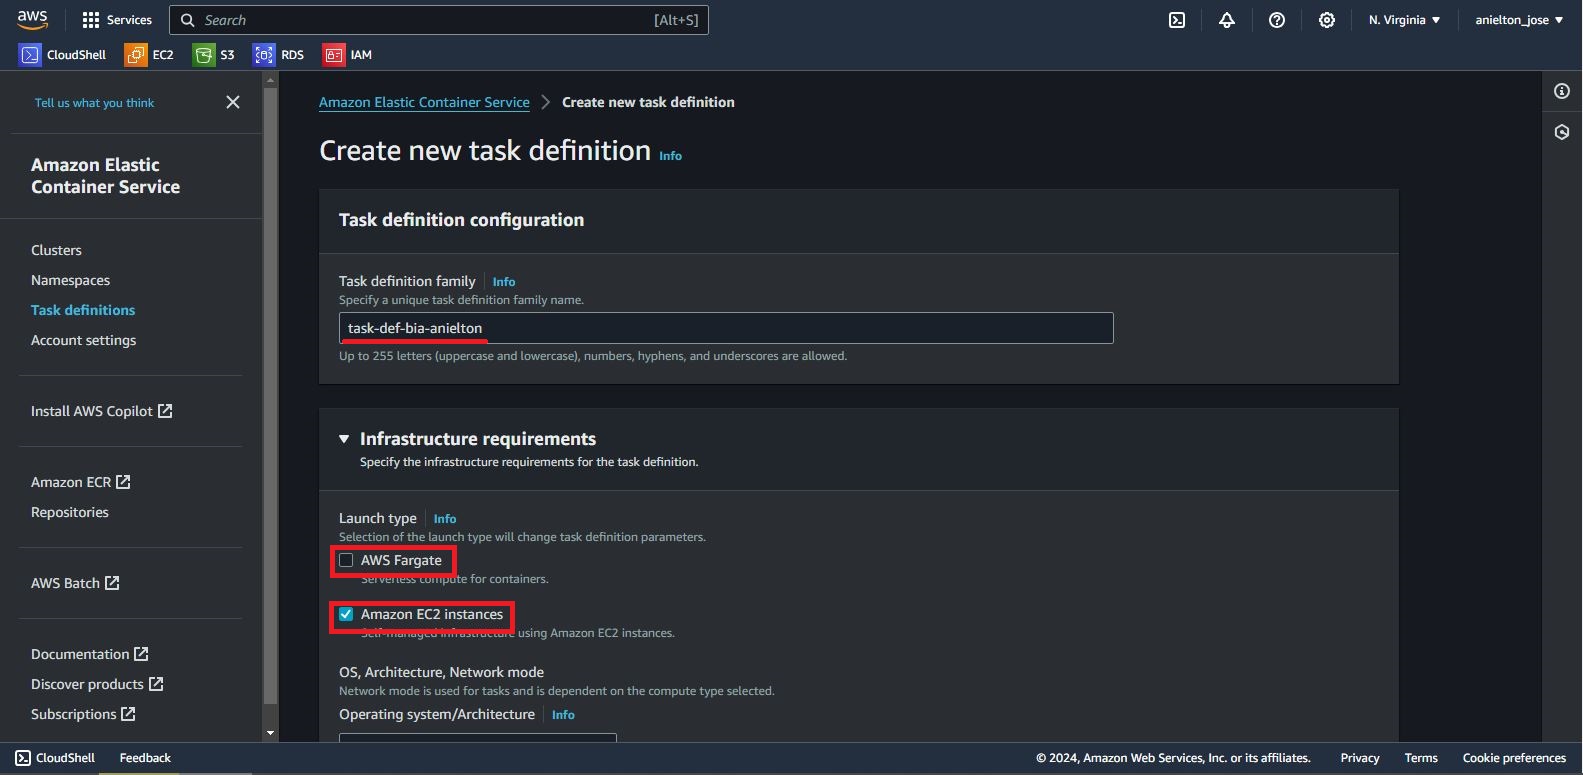 aws
Services
Search
[Alt+S]
N. Virginia
anielton_jose
CloudShell
EC2
S3
RDS
IAM
Tell us what you think
Amazon Elastic
Container Service
Clusters
Namespaces
Task definitions
Account settings
Install AWS Copilot
Amazon ECR
Repositories
AWS Batch
Documentation
Discover products
Subscriptions
Amazon Elastic Container Service
Create new task definition
Create new task definition Info
Task definition configuration
Task definition family Info
Specify a unique task definition family name.
task-def-bia-anielton
Up to 255 letters (uppercase and lowercase), numbers, hyphens, and underscores are allowed.
Infrastructure requirements
Specify the infrastructure requirements for the task definition.
Launch type Info
Selection of the launch type will change task definition parameters.
AWS Fargate
Serverless compute for containers.
Amazon EC2 instances
Self-managed infrastructure using Amazon EC2 instances.
OS, Architecture, Network mode
Network mode is used for tasks and is dependent on the compute type selected.
Operating system/Architecture Info
CloudShell
Feedback
© 2024, Amazon Web Services, Inc. or its affiliates.
Privacy
Terms
Cookie preferences